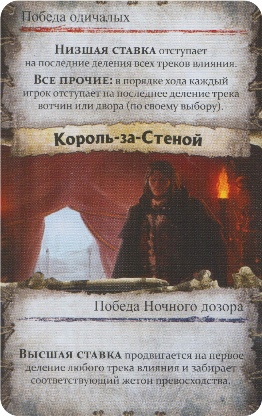 Победа одичалых
Низшая ставка отступает
на последние деления всех треков влияния.
Все прочие: в порядке хода каждый
игрок отступает на последнее деление трека
вотчин или двора (по своему выбору).
Король-за-Стеной
Победа Ночного дозора
Высшая ставка продвигается на первое
деление любого трека влияния и забирает
соответствующий жетон превосходства.